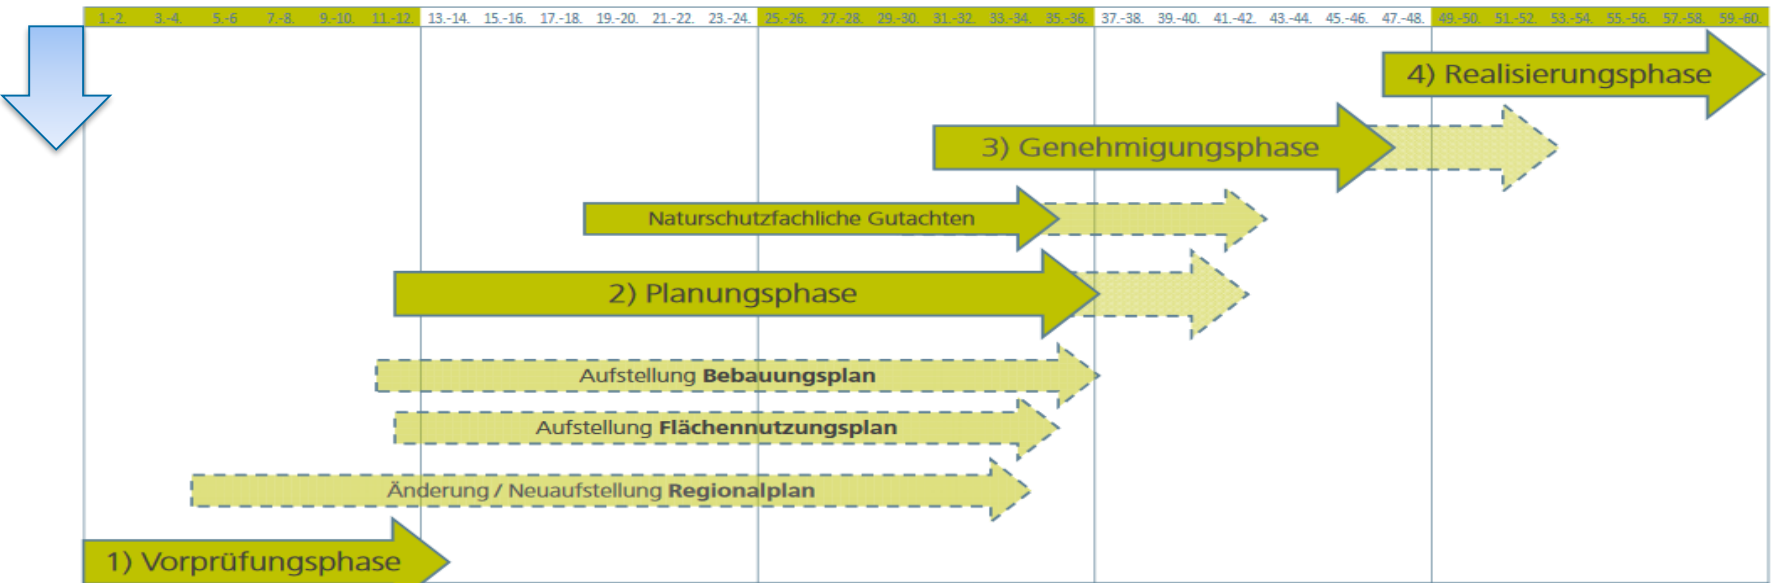 1.-2. 3.-4. 5.-6 7.-8. 9.-10. 11.-12. 13.-14. 15.-16. 17.-18. 19.-20. 21.-22. 23.-24. 25.-26. 27.-28. 29.-30. 31.-32. 33.-34. 35.-36. 37.-38. 39.-40. 41.-42. 43.-44. 45.-46. 47.-48. 49.-50. 51.-52. 53.-54. 55.-56. 57.-58. 59.-60.
4) Realisierungsphase
3) Genehmigungsphase
Naturschutzfachliche Gutachten
2) Planungsphase
Aufstellung Bebauungsplan
Aufstellung Flächennutzungsplan
Änderung / Neuaufstellung Regionalplan
1) Vorprüfungsphase